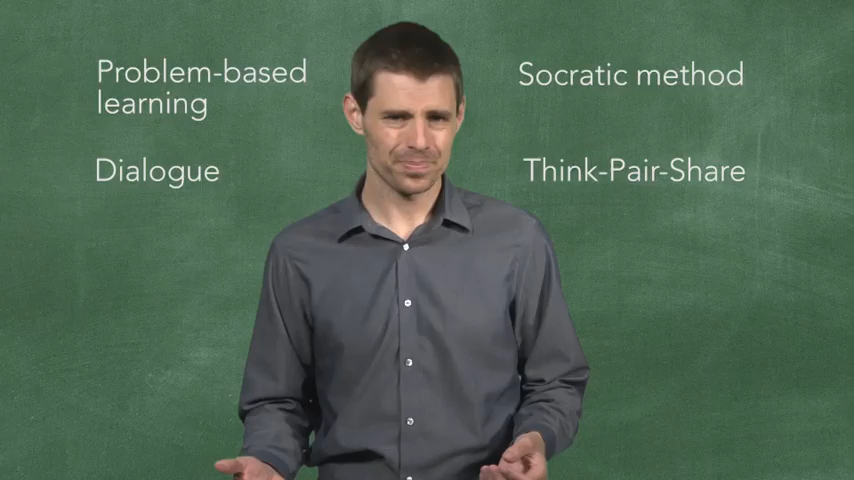 Problem-based
learning
Socratic method
Dialogue
Think-Pair-Share